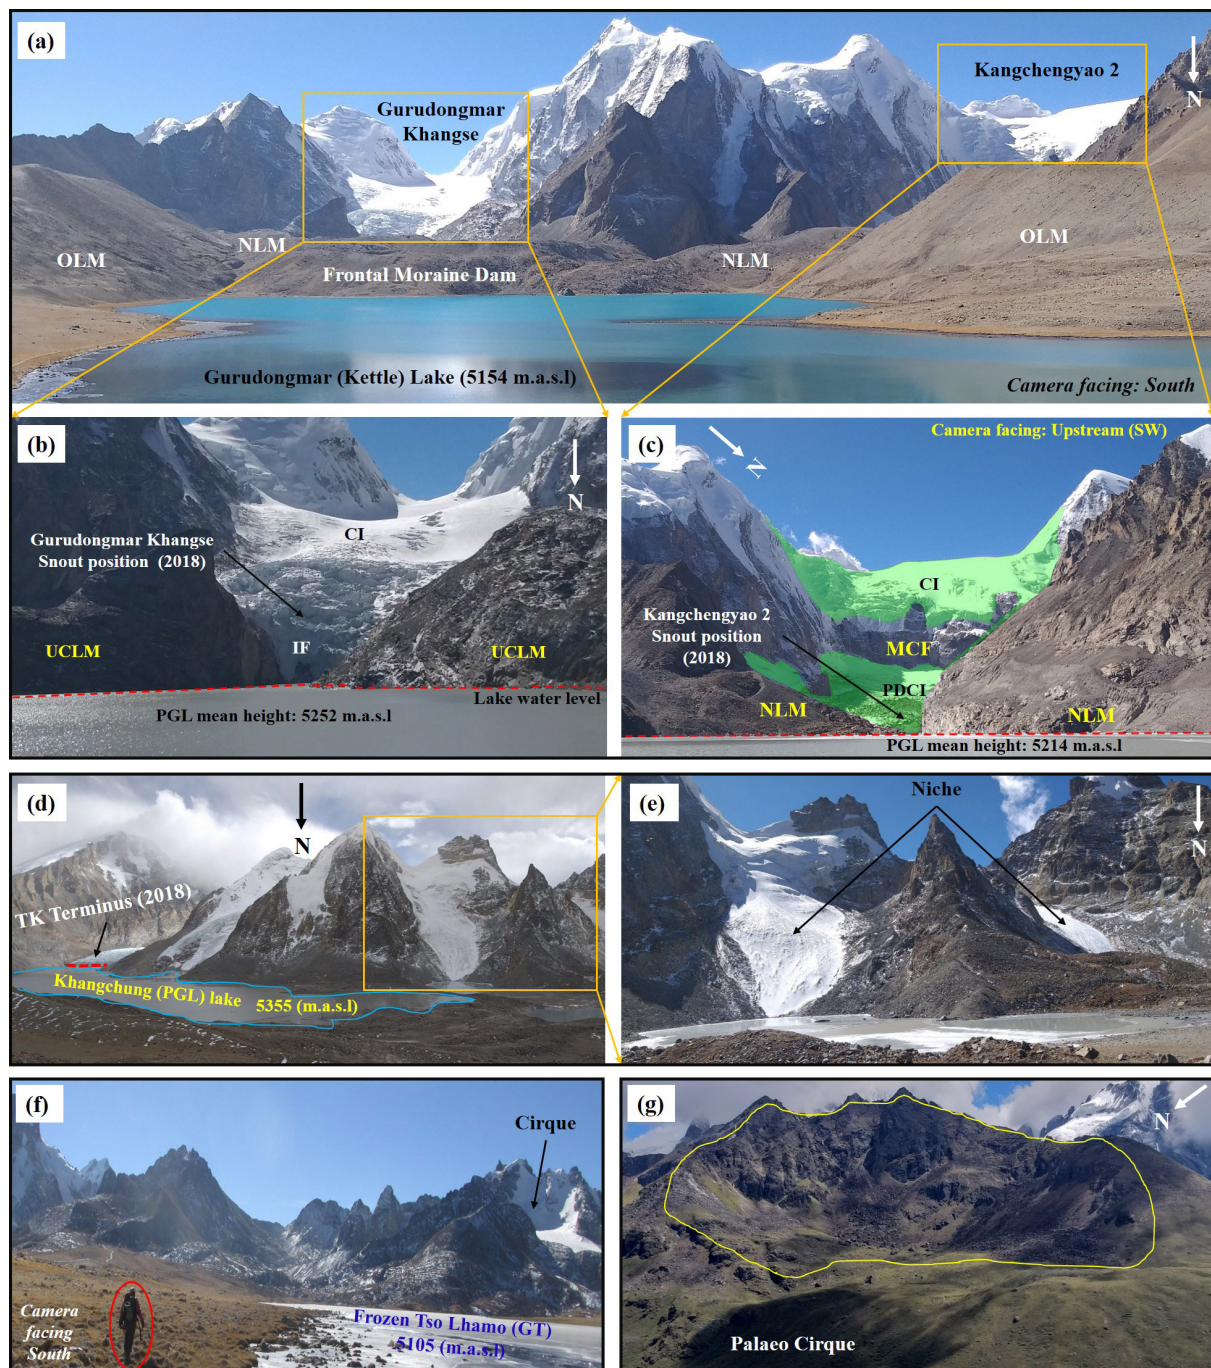 (a)
Gurudongmar
Khangse
Kangchengyao 2
N
OLM
NLM
Frontal Moraine Dam
NLM
OLM
Gurudongmar (Kettle) Lake (5154 m.a.s.l)
Camera facing: South
(b)
N
CI
Gurudongmar Khangse
Snout position (2018)
UCLM
IF
UCLM
Lake water level
PGL mean height: 5252 m.a.s.l
(c)
Camera facing: Upstream (SW)
N
CI
Kangchengyao 2
Snout position
(2018)
MCF
PDCI
NLM
NLM
PGL mean height: 5214 m.a.s.l
(d)
N
TK Terminus (2018)
Khangchung (PGL) lake 5355 (m.a.s.l)
(e)
Niche
N
(f)
Cirque
Camera
facing
South
Frozen Tso Lhamo (GT)
5105 (m.a.s.l)
(g)
N
Palaeo Cirque